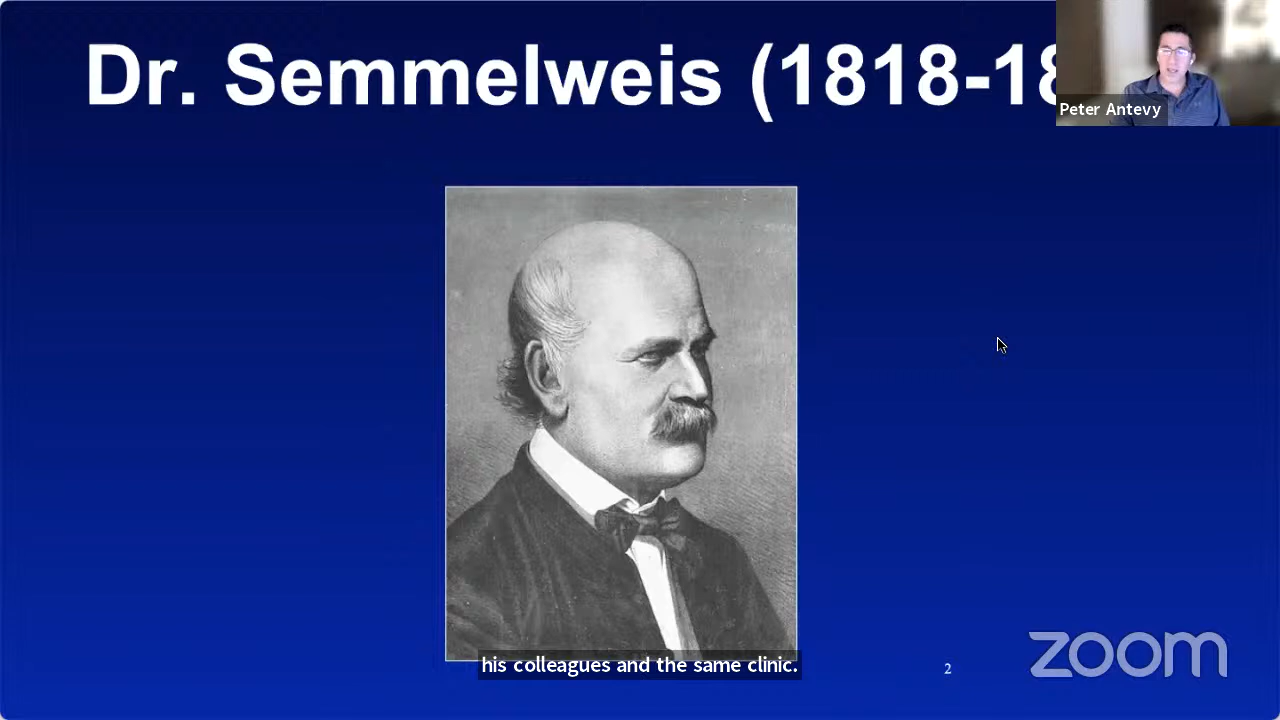 Dr. Semmelweis (1818-18
Peter Antevy
his colleagues and the same clinic.
2
zoom